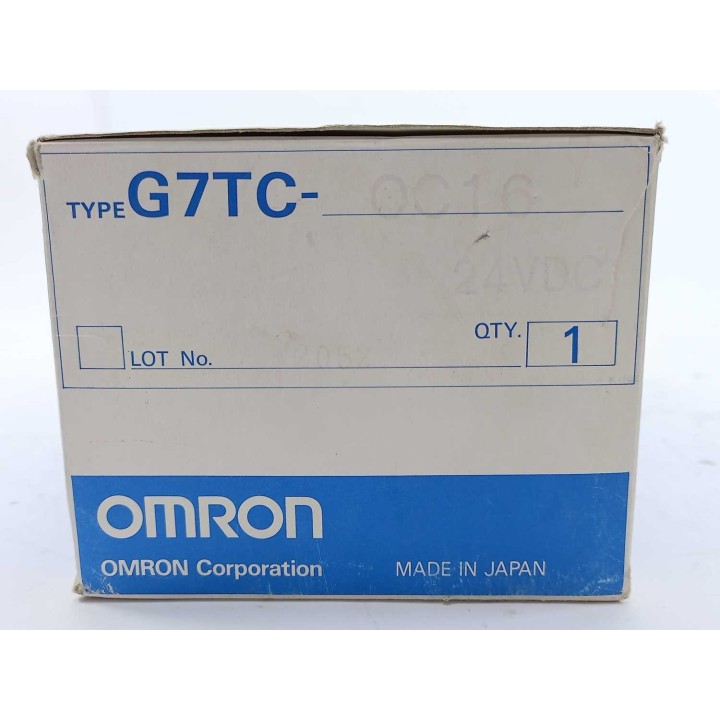 TYPE G7TC- OC16
24VDC
QTY. 1
LOT No.
OMRON
OMRON Corporation MADE IN JAPAN